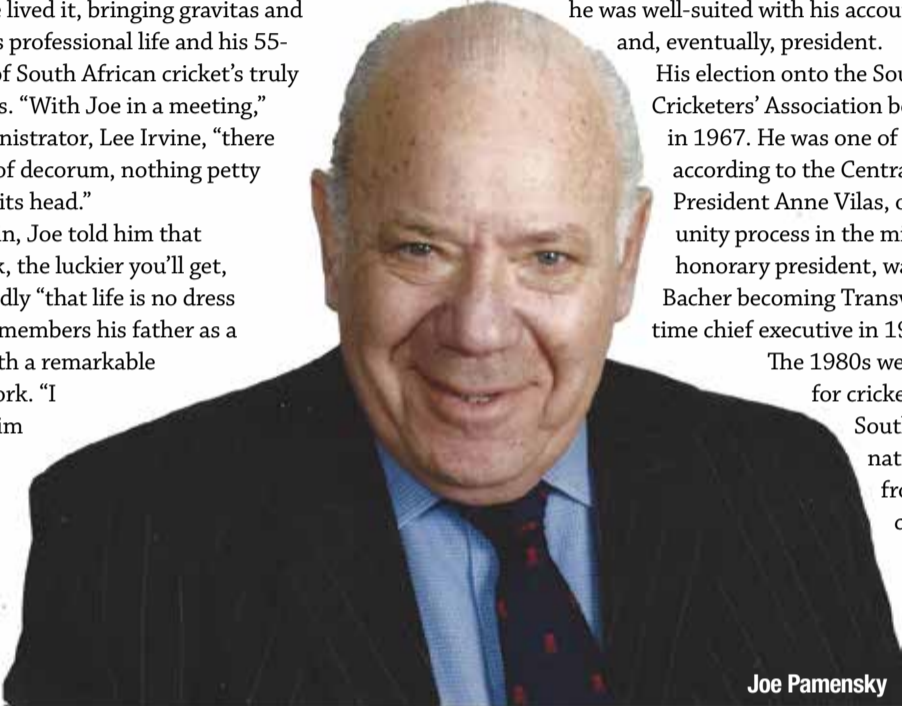 lived it, bringing gravitas and
professional life and his 55-
of South African cricket's truly
s. “With Joe in a meeting,”
nistrator, Lee Irvine, “there
of decorum, nothing petty
its head.”
n, Joe told him that
k, the luckier you'll get,
dly “that life is no dress
members his father as a
th a remarkable
ork. “I
im
he was well-suited with his accou
and, eventually, president.
His election onto the Sou
Cricketers' Association b
in 1967. He was one of
according to the Centra
President Anne Vilas, o
unity process in the mi
honorary president, wa
Bacher becoming Transv
time chief executive in 19
The 1980s we
for cricke
Sout
nat
fro
Joe Pamensky